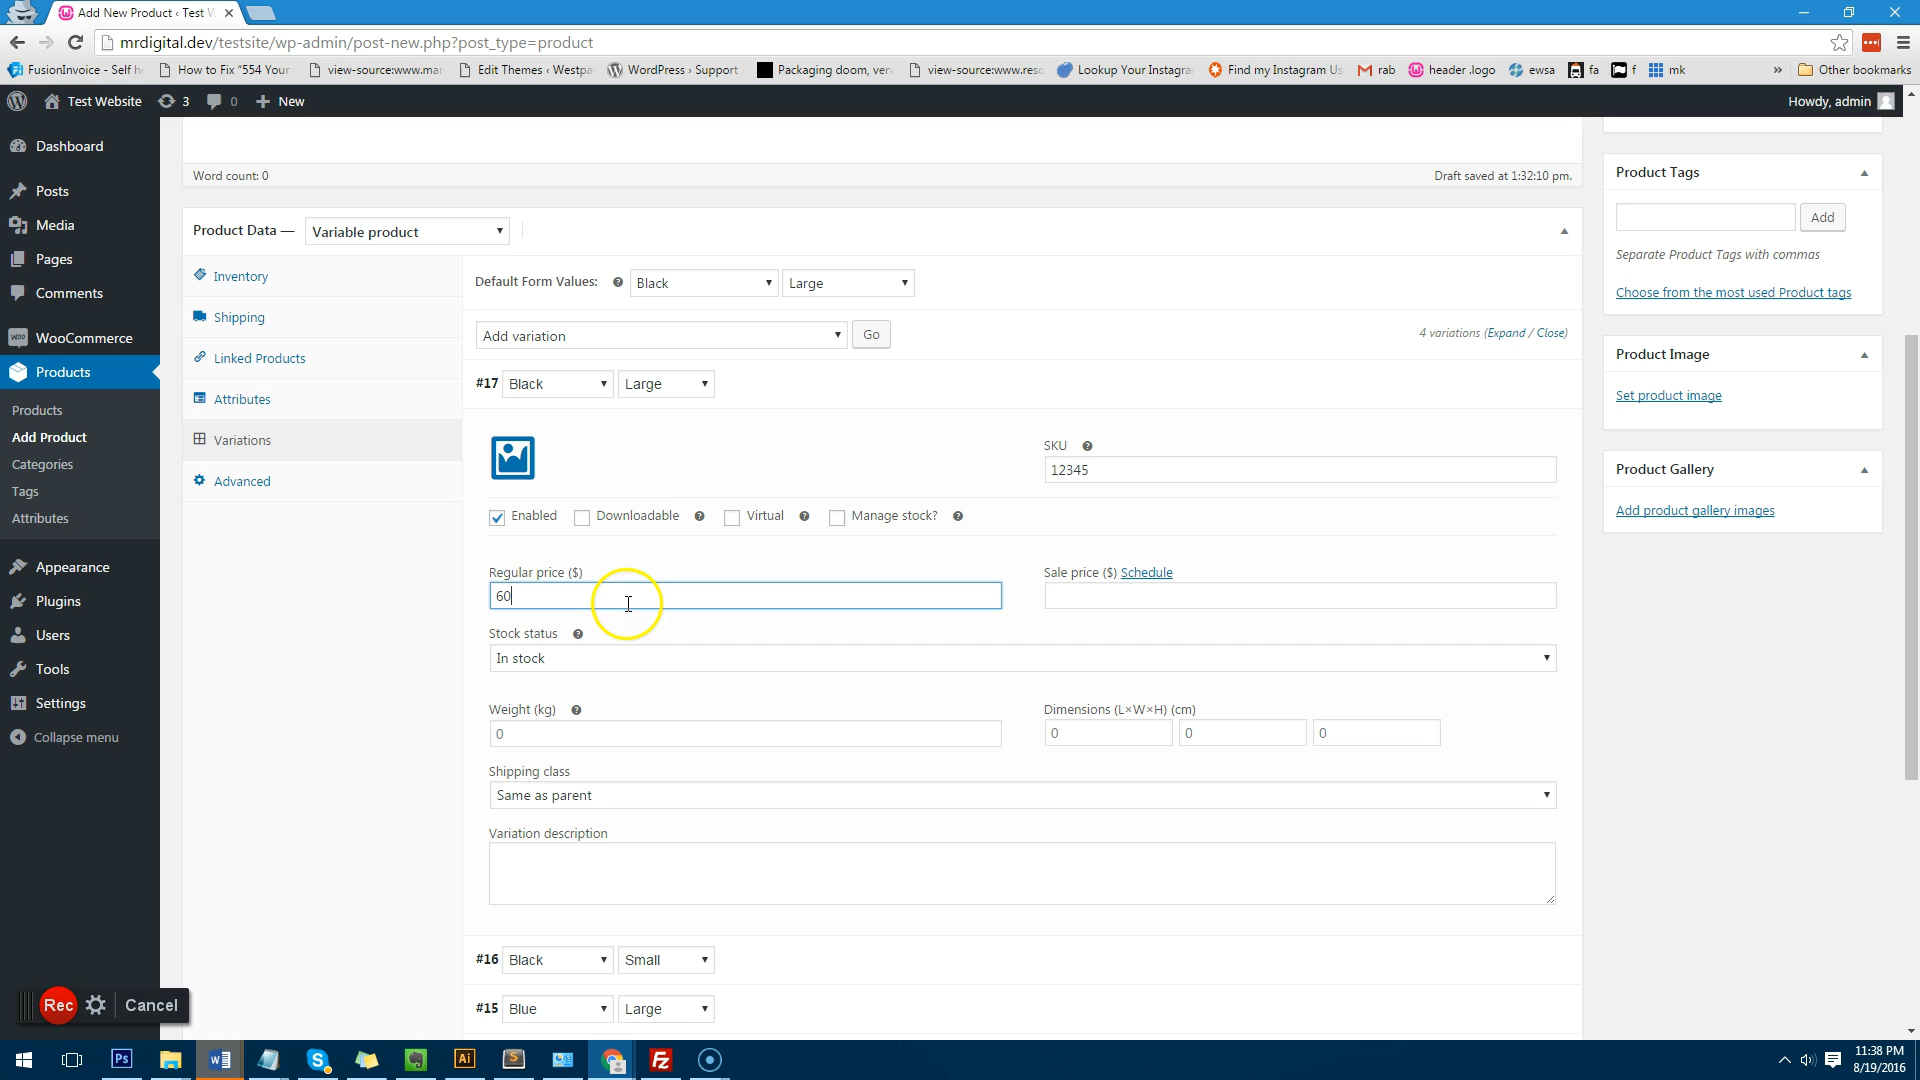 Add New Product ‹ Test W
mrdigital.dev/testsite/wp-admin/post-new.php?post_type=product
FusionInvoice - Self h
How to Fix "554 Your
view-source:www.mar
Edit Themes ‹ Westpa
WordPress › Support
Packaging doom, ven
view-source:www.resc
Lookup Your Instagra
Find my Instagram Us
rab
header .logo
ewsa
fa
f
mk
»
Other bookmarks
Test Website
3
0
+ New
Howdy, admin
Dashboard
Posts
Media
Pages
Comments
WooCommerce
Products
Products
Add Product
Categories
Tags
Attributes
Appearance
Plugins
Users
Tools
Settings
Collapse menu
Word count: 0
Draft saved at 1:32:10 pm.
Product Data — Variable product
Inventory
Shipping
Linked Products
Attributes
Variations
Advanced
Default Form Values: Black Large
Add variation Go
4 variations (Expand / Close)
#17 Black Large
SKU
12345
Enabled Downloadable Virtual Manage stock?
Regular price ($)
60
Sale price ($) Schedule
Stock status
In stock
Weight (kg)
0
Dimensions (L×W×H) (cm)
0 0 0
Shipping class
Same as parent
Variation description
#16 Black Small
#15 Blue Large
Product Tags
Add
Separate Product Tags with commas
Choose from the most used Product tags
Product Image
Set product image
Product Gallery
Add product gallery images
Rec Cancel
Ps
Ai
11:38 PM
8/19/2016